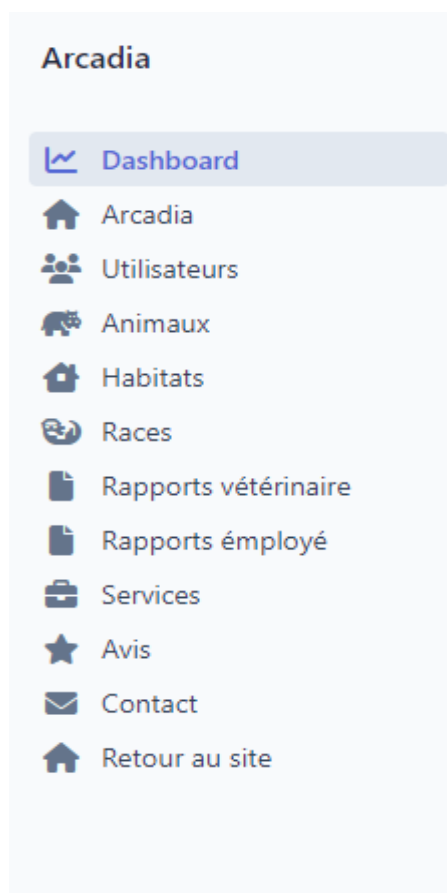 Arcadia
Dashboard
Arcadia
Utilisateurs
Animaux
Habitats
Races
Rapports vétérinaire
Rapports émployé
Services
Avis
Contact
Retour au site